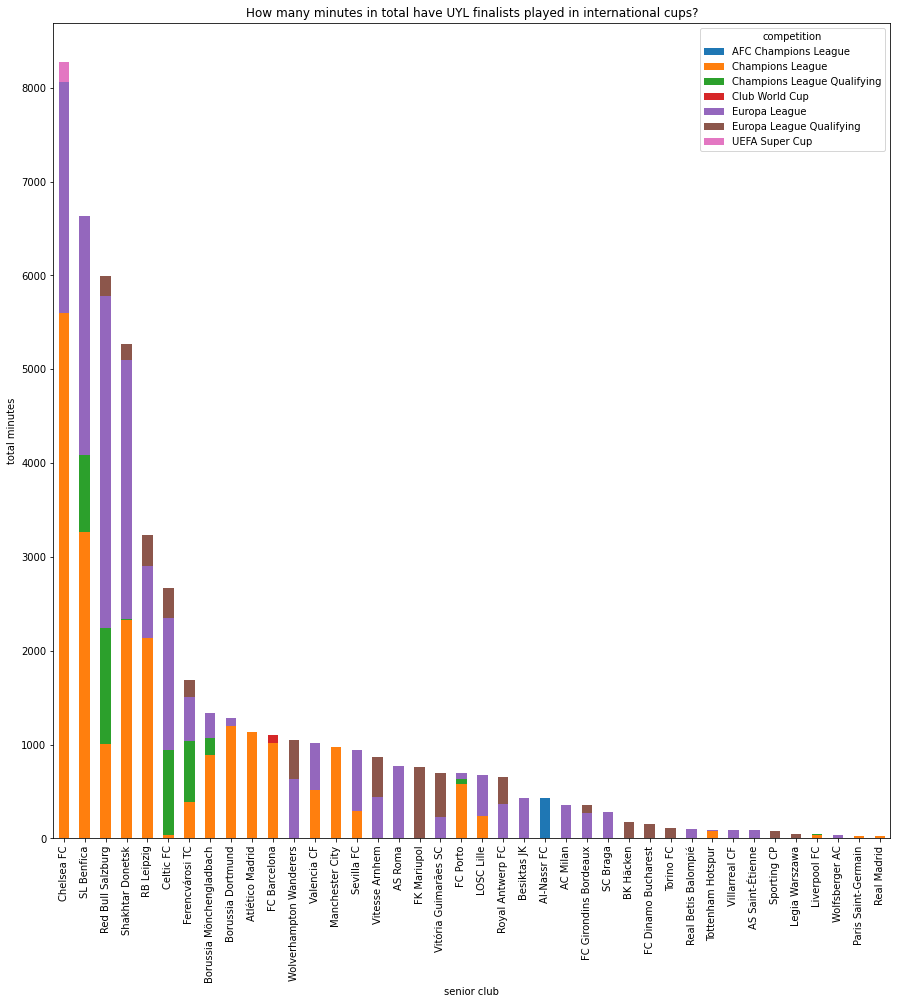 How many minutes in total have UYL finalists played in international cups?
competition
AFC Champions League
Champions League
Champions League Qualifying
Club World Cup
Europa League
Europa League Qualifying
UEFA Super Cup
total minutes
8000
7000
6000
5000
4000
3000
2000
1000
0
Chelsea FC
SL Benfica
Red Bull Salzburg
Shakhtar Donetsk
RB Leipzig
Celtic FC
Ferencvárosi TC
Borussia Mönchengladbach
Borussia Dortmund
Atlético Madrid
FC Barcelona
Wolverhampton Wanderers
Valencia CF
Manchester City
Sevilla FC
Vitesse Arnhem
AS Roma
FK Mariupol
Vitória Guimarães SC
FC Porto
LOSC Lille
Royal Antwerp FC
Besiktas JK
Al-Nassr FC
AC Milan
FC Girondins Bordeaux
SC Braga
BK Häcken
FC Dinamo Bucharest
Torino FC
Real Betis Balompié
Tottenham Hotspur
Villarreal CF
AS Saint-Étienne
Sporting CP
Legia Warszawa
Liverpool FC
Wolfsberger AC
Paris Saint-Germain
Real Madrid
senior club